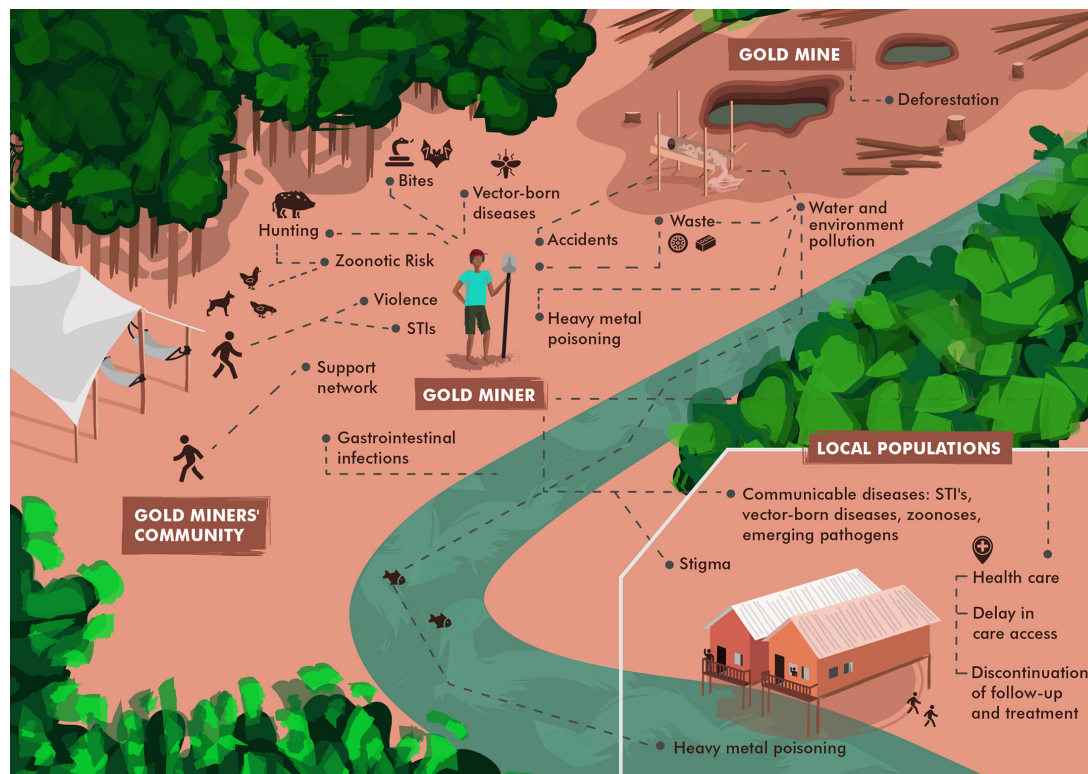 GOLD MINE
Deforestation
Bites
Vector-born
diseases
Hunting
Zoonotic Risk
Violence
STIs
Support
network
Accidents
Waste
Water and
environment
pollution
Heavy metal
poisoning
GOLD MINER
Gastrointestinal
infections
GOLD MINERS'
COMMUNITY
LOCAL POPULATIONS
Communicable diseases: STI's,
vector-born diseases, zoonoses,
emerging pathogens
Stigma
Health care
Delay in
care access
Discontinuation
of follow-up
and treatment
Heavy metal poisoning